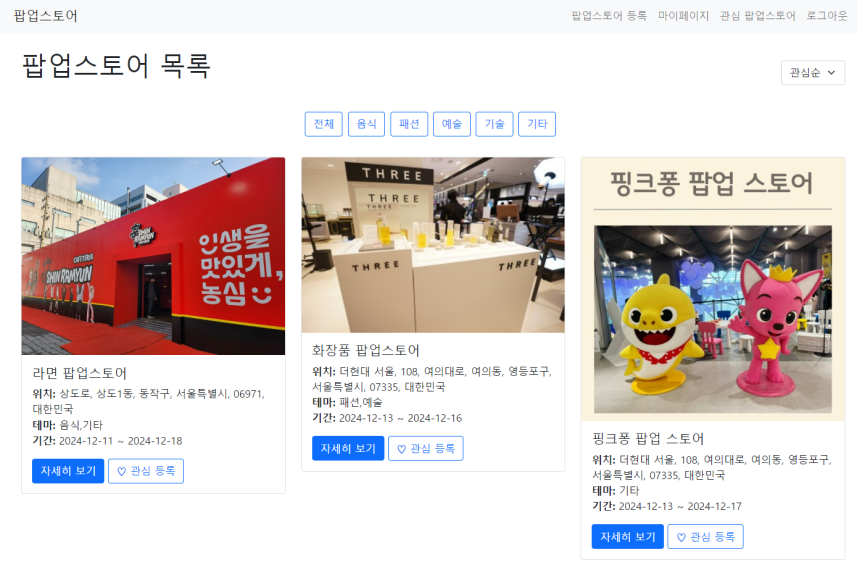 팝업스토어
팝업스토어 등록 마이페이지 관심 팝업스토어 로그아웃
팝업스토어 목록
관심순
전체 음식 패션 예술 기술 기타
CAFETERIA
SHIN RAMYUN
SHIN RAMYUN
인생을
맛있게,
농심
라면 팝업스토어
위치: 상도로, 상도1동, 동작구, 서울특별시, 06971,
대한민국
테마: 음식,기타
기간: 2024-12-11 ~ 2024-12-18
자세히 보기 ♡ 관심 등록
THREE
THREE
THREE
THREE
THREE
화장품 팝업스토어
위치: 더현대 서울, 108, 여의대로, 여의동, 영등포구,
서울특별시, 07335, 대한민국
테마: 패션,예술
기간: 2024-12-13 ~ 2024-12-16
자세히 보기 ♡ 관심 등록
핑크퐁 팝업 스토어
핑크퐁 팝업 스토어
위치: 더현대 서울, 108, 여의대로, 여의동, 영등포구,
서울특별시, 07335, 대한민국
테마: 기타
기간: 2024-12-13 ~ 2024-12-17
자세히 보기 ♡ 관심 등록